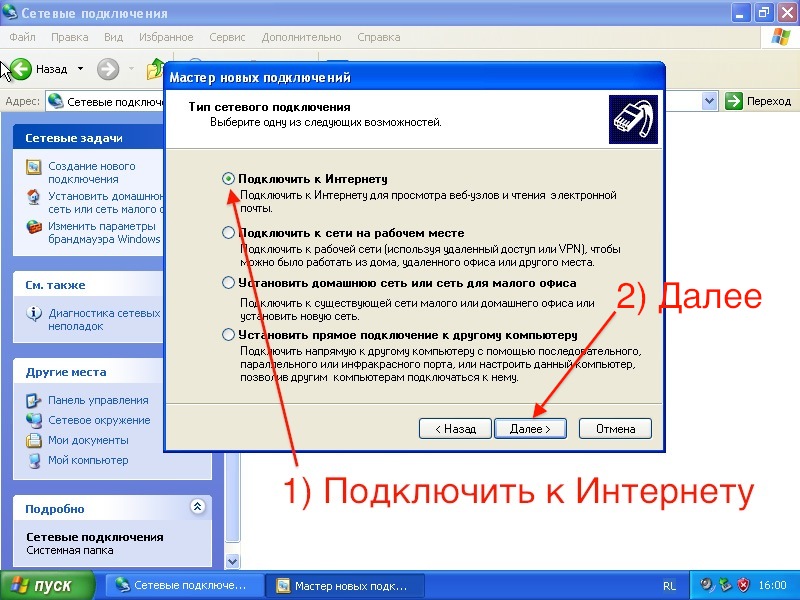 Сетевые подключения
Файл Правка Вид Избранное Сервис Дополнительно Справка
Назад
Адрес: Сетевые подключе
Переход
Мастер новых подключений
Тип сетевого подключения
Выберите одну из следующих возможностей.
Подключить к Интернету
Подключить к Интернету для просмотра веб-узлов и чтения электронной
почты.
Подключить к сети на рабочем месте
Подключить к рабочей сети (используя удаленный доступ или VPN), чтобы
можно было работать из дома, удаленного офиса или другого места.
Установить домашнюю сеть или сеть для малого офиса
Подключить к существующей сети малого или домашнего офиса или
установить новую сеть.
Установить прямое подключение к другому компьютеру
Подключить напрямую к другому компьютеру с помощью последовательного,
параллельного или инфракрасного порта, или настроить данный компьютер,
позволив другим компьютерам подключаться к нему.
< Назад Далее > Отмена
2) Далее
1) Подключить к Интернету
Сетевые задачи
Создание нового
подключения
Установить домашнюю
сеть или сеть малого о
Изменить параметры
брандмауэра Windows
См. также
Диагностика сетевых
неполадок
Другие места
Панель управления
Сетевое окружение
Мои документы
Мой компьютер
Подробно
Сетевые подключения
Системная папка
пуск Сетевые подключе... Мастер новых подк... RL 16:00